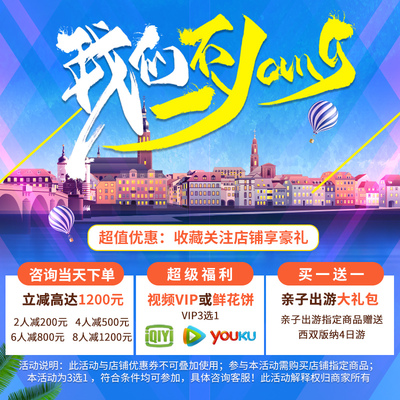 我们不一Young
超值优惠：收藏关注店铺享豪礼
咨询当天下单
立减高达1200元
2人减200元 4人减500元
6人减800元 8人减1200元
超级福利
视频VIP或鲜花饼
VIP3选1
iQIY
YOUKU
买一送一
亲子出游大礼包
亲子出游指定商品赠送
西双版纳4日游
活动说明：此活动与店铺优惠券不可叠加使用；参与本活动需购买店铺指定商品；
本活动为3选1，符合条件均可参加，具体咨询客服！此活动解释权归商家所有